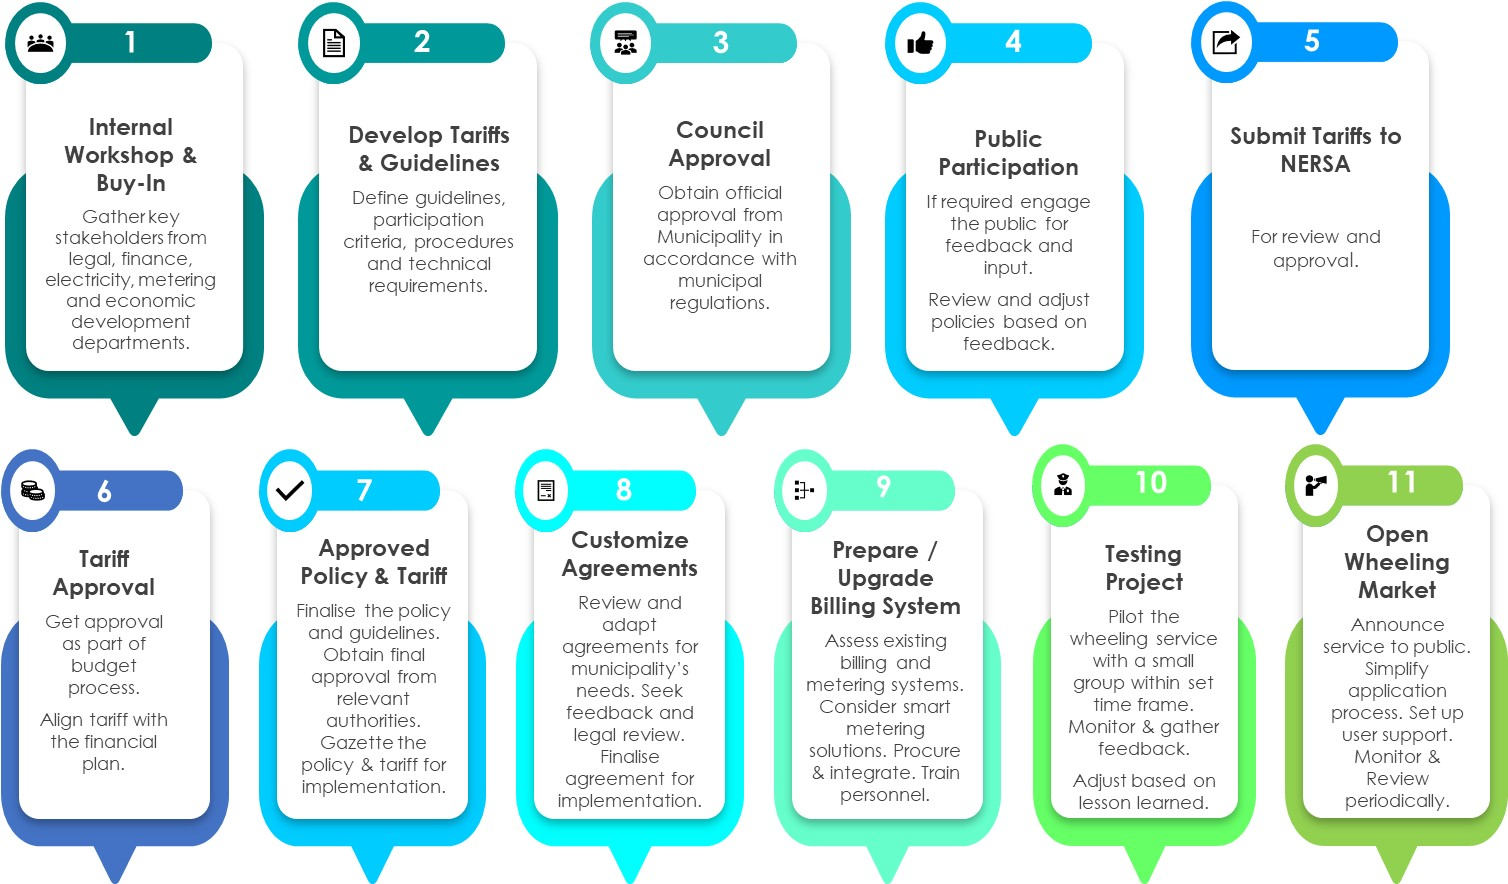 1
Internal
Workshop &
Buy-In
Gather key
stakeholders from
legal, finance,
electricity, metering
and economic
development
departments.
2
Develop Tariffs
& Guidelines
Define guidelines,
participation
criteria, procedures
and technical
requirements.
3
Council
Approval
Obtain official
approval from
Municipality in
accordance with
municipal
regulations.
4
Public
Participation
If required engage
the public for
feedback and
input.
Review and adjust
policies based on
feedback.
5
Submit Tariffs to
NERSA
For review and
approval.
6
Tariff
Approval
Get approval
as part of
budget
process.
Align tariff with
the financial
plan.
7
Approved
Policy & Tariff
Finalise the policy
and guidelines.
Obtain final
approval from
relevant
authorities.
Gazette the
policy & tariff for
implementation.
8
Customize
Agreements
Review and
adapt
agreements for
municipality's
needs. Seek
feedback and
legal review.
Finalise
agreement for
implementation.
9
Prepare /
Upgrade
Billing System
Assess existing
billing and
metering systems.
Consider smart
metering
solutions. Procure
& integrate. Train
personnel.
10
Testing
Project
Pilot the
wheeling service
with a small
group within set
time frame.
Monitor & gather
feedback.
Adjust based on
lesson learned.
11
Open
Wheeling
Market
Announce
service to public.
Simplify
application
process. Set up
user support.
Monitor &
Review
periodically.